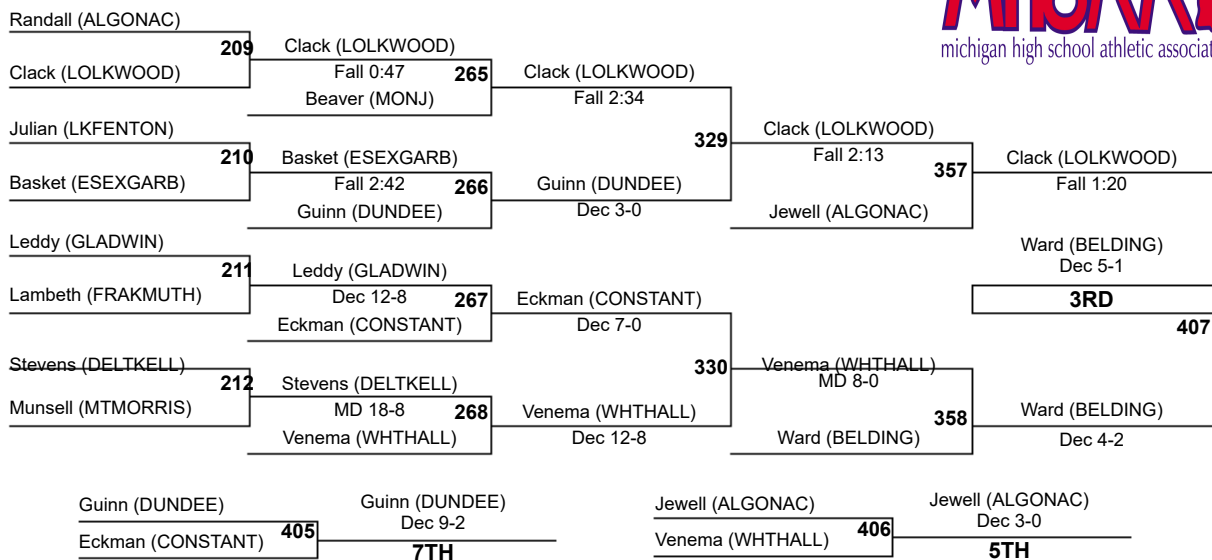 michigan high school athletic associat
Randall (ALGONAC)
209
Clack (LOLKWOOD)
Clack (LOLKWOOD)
Fall 0:47
265
Beaver (MONJ)
Clack (LOLKWOOD)
Fall 2:34
Julian (LKFENTON)
210
Basket (ESEXGARB)
Basket (ESEXGARB)
Fall 2:42
266
Guinn (DUNDEE)
Guinn (DUNDEE)
Dec 3-0
329
Clack (LOLKWOOD)
Fall 2:13
357
Jewell (ALGONAC)
Clack (LOLKWOOD)
Fall 1:20
Leddy (GLADWIN)
211
Lambeth (FRAKMUTH)
Leddy (GLADWIN)
Dec 12-8
267
Eckman (CONSTANT)
Eckman (CONSTANT)
Dec 7-0
Ward (BELDING)
Dec 5-1
3RD
407
Stevens (DELTKELL)
212
Munsell (MTMORRIS)
Stevens (DELTKELL)
MD 18-8
268
Venema (WHTHALL)
Venema (WHTHALL)
Dec 12-8
330
Venema (WHTHALL)
MD 8-0
358
Ward (BELDING)
Ward (BELDING)
Dec 4-2
Guinn (DUNDEE)
405
Eckman (CONSTANT)
Guinn (DUNDEE)
Dec 9-2
7TH
Jewell (ALGONAC)
406
Venema (WHTHALL)
Jewell (ALGONAC)
Dec 3-0
5TH